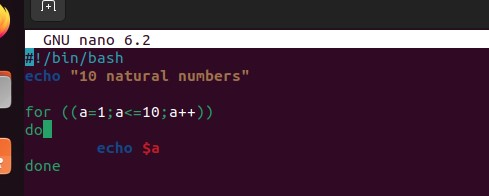 GNU nano 6.2
#!/bin/bash
echo "10 natural numbers"
for ((a=1;a<=10;a++))
do
echo $a
done